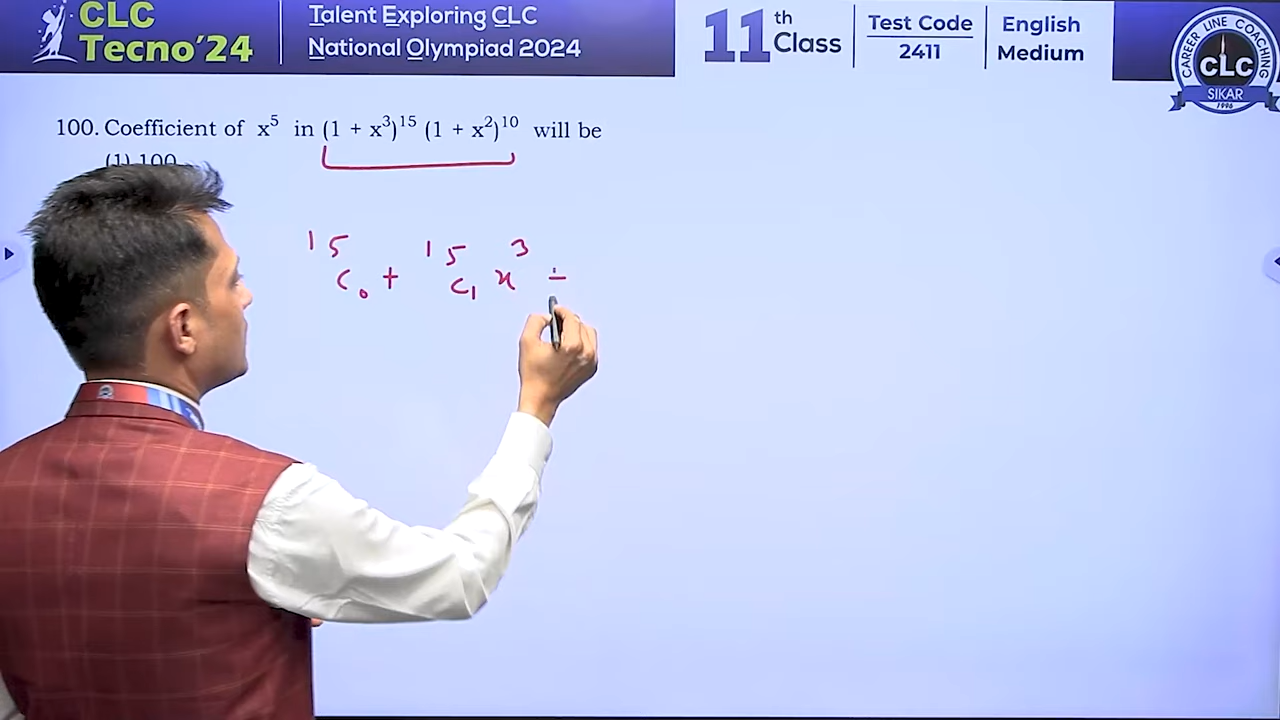 CLC
Tecno'24
Talent Exploring CLC
National Olympiad 2024
11th Class
Test Code
2411
English
Medium
CAREER LINE COACHING
CLC
SIKAR
1996
100. Coefficient of x⁵ in (1 + x³)¹⁵ (1 + x²)¹⁰ will be
(1) 100
¹⁵C₀ + ¹⁵C₁ x³ +